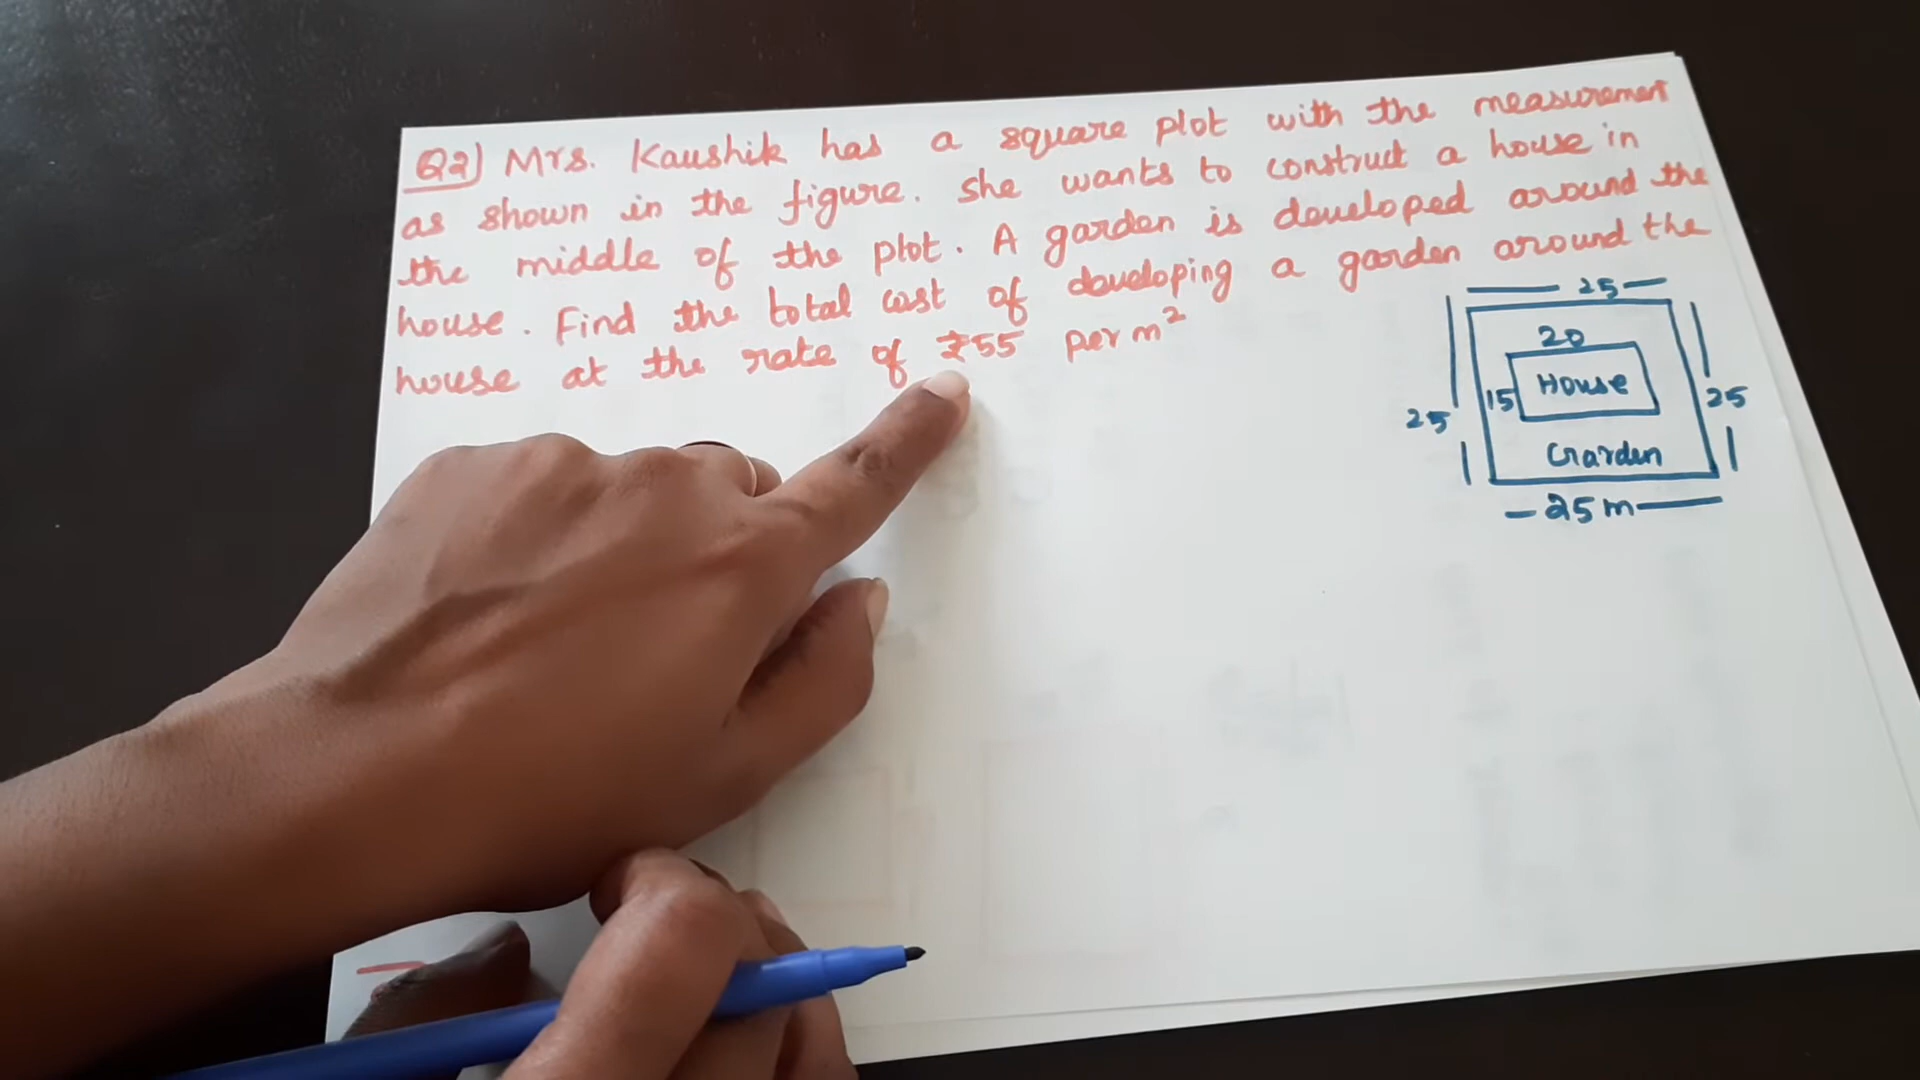 Q2) Mrs. Kaushik has a square plot with the measurement
as shown in the figure. She wants to construct a house in
the middle of the plot. A garden is developed around the
house. Find the total cost of developing a garden around the
house at the rate of ₹55 per m²
25
20
15 House
25
25
Garden
25m